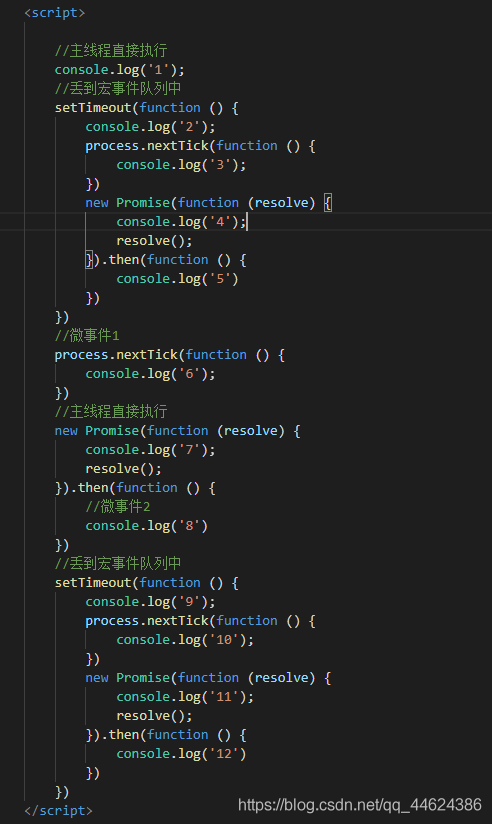 <script>
//主线程直接执行
console.log('1');
//丢到宏事件队列中
setTimeout(function () {
console.log('2');
process.nextTick(function () {
console.log('3');
})
new Promise(function (resolve) {
console.log('4');
resolve();
}).then(function () {
console.log('5')
})
})
//微事件1
process.nextTick(function () {
console.log('6');
})
//主线程直接执行
new Promise(function (resolve) {
console.log('7');
resolve();
}).then(function () {
//微事件2
console.log('8')
})
//丢到宏事件队列中
setTimeout(function () {
console.log('9');
process.nextTick(function () {
console.log('10');
})
new Promise(function (resolve) {
console.log('11');
resolve();
}).then(function () {
console.log('12')
})
})
</script>
https://blog.csdn.net/qq_44624386